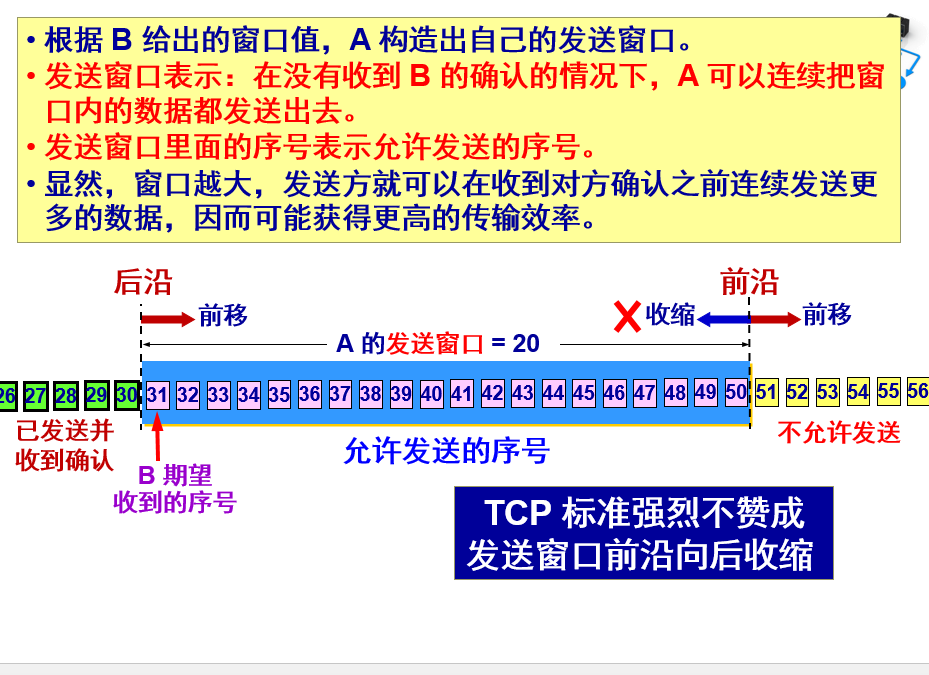 • 根据 B 给出的窗口值，A 构造出自己的发送窗口。
• 发送窗口表示：在没有收到 B 的确认的情况下，A 可以连续把窗
口内的数据都发送出去。
• 发送窗口里面的序号表示允许发送的序号。
• 显然，窗口越大，发送方就可以在收到对方确认之前连续发送更
多的数据，因而可能获得更高的传输效率。
后沿 前沿
前移 收缩 前移
A 的发送窗口 = 20
26 27 28 29 30 31 32 33 34 35 36 37 38 39 40 41 42 43 44 45 46 47 48 49 50 51 52 53 54 55 56
已发送并
收到确认
允许发送的序号
不允许发送
B 期望
收到的序号
TCP 标准强烈不赞成
发送窗口前沿向后收缩